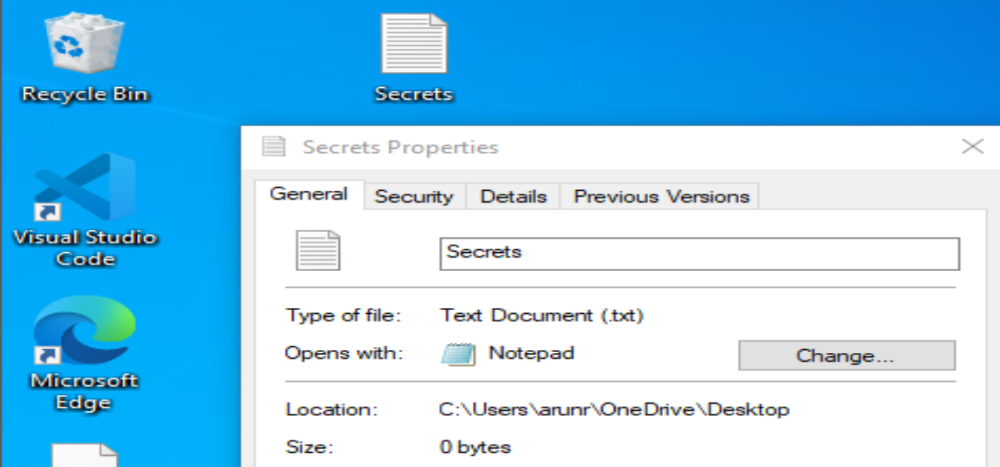 Recycle Bin
Secrets
Secrets Properties
General
Security
Details
Previous Versions
Visual Studio
Code
Secrets
Type of file:
Text Document (.txt)
Opens with:
Notepad
Change...
Microsoft
Edge
Location:
C:\Users\arunr\OneDrive\Desktop
Size:
0 bytes